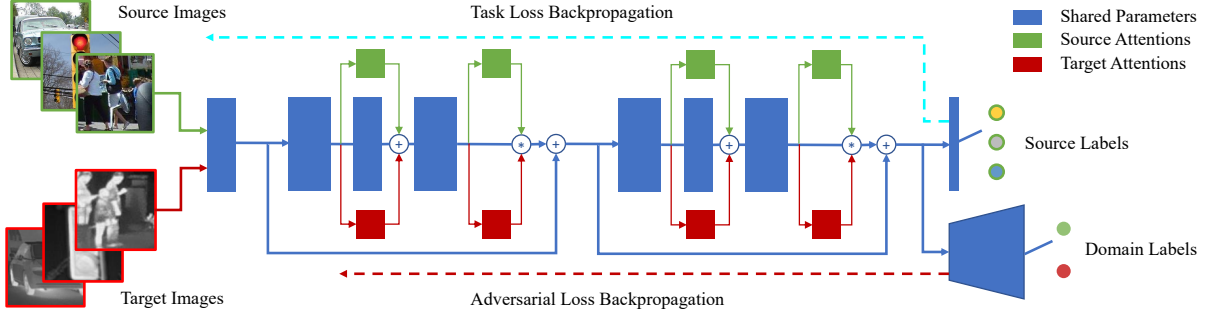 Source Images
Task Loss Backpropagation
Shared Parameters
Source Attentions
Target Attentions
+
*
+
+
*
+
Source Labels
Domain Labels
Target Images
Adversarial Loss Backpropagation